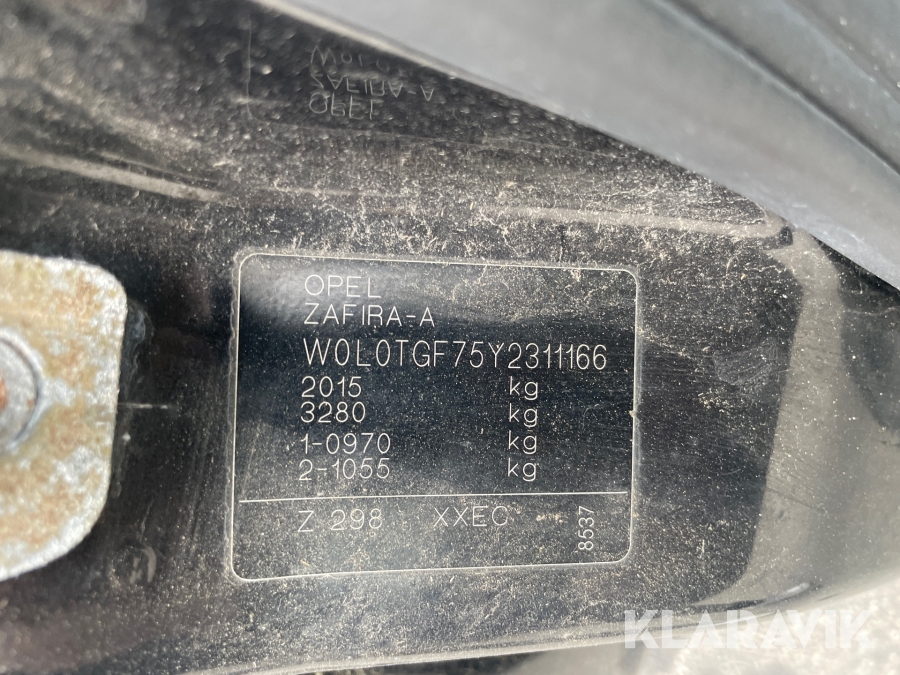 OPEL
ZAFIRA-A
W0L0TGF75Y2311166
2015 kg
3280 kg
1-0970 kg
2-1055 kg
Z 298 XXEC 8537
KLARAVIK